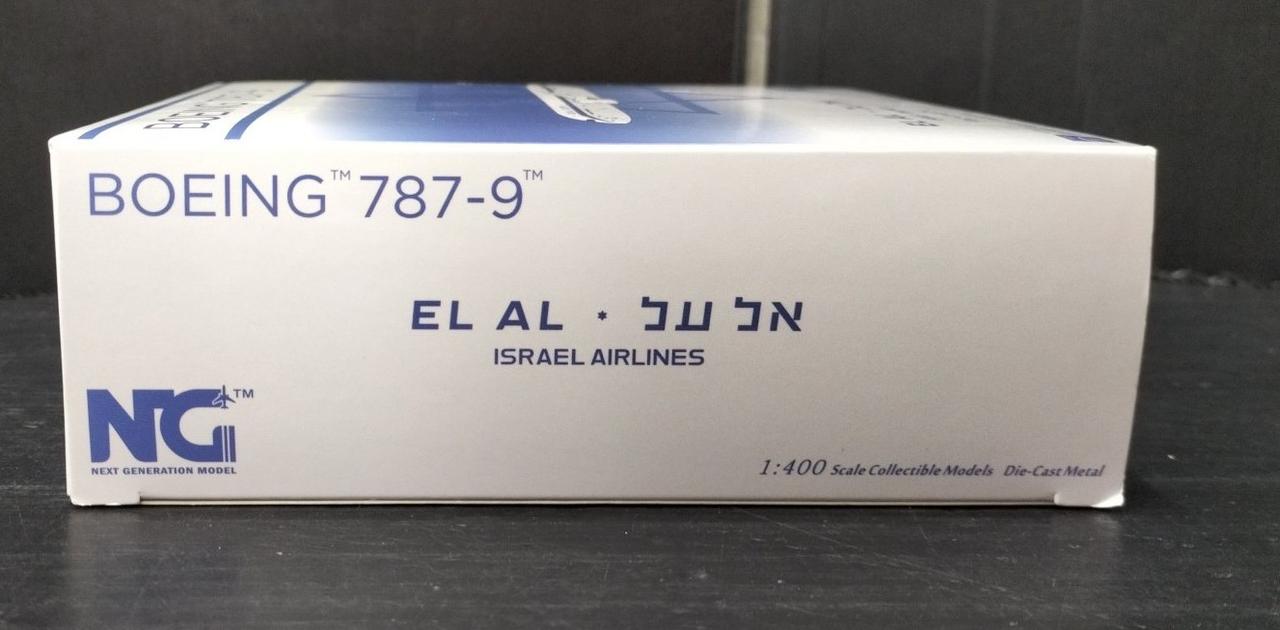 BOEING
BOEING™ 787-9™
EL AL * אל על
ISRAEL AIRLINES
NG™
NEXT GENERATION MODEL
1:400 Scale Collectible Models Die-Cast Metal